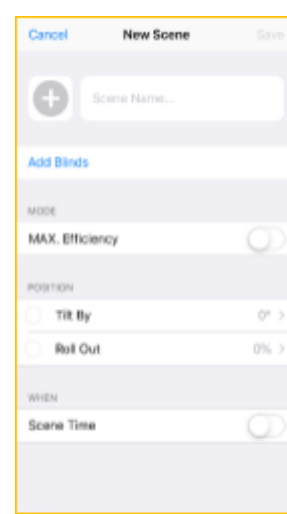 Cancel New Scene Save
Scene Name...
Add Blinds
MODE
MAX. Efficiency
POSITION
Tilt By 0° >
Roll Out 0% >
WHEN
Scene Time